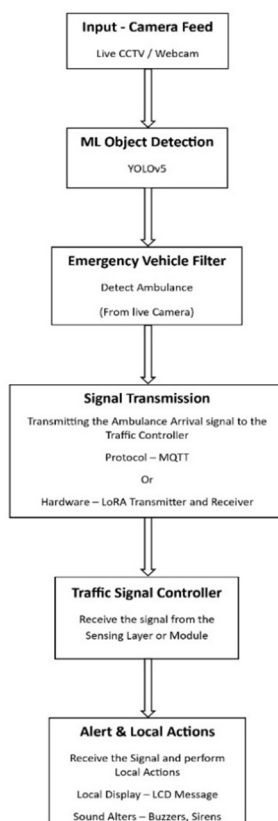 Input - Camera Feed
Live CCTV / Webcam
ML Object Detection
YOLOv5
Emergency Vehicle Filter
Detect Ambulance
(From live Camera)
Signal Transmission
Transmitting the Ambulance Arrival signal to the
Traffic Controller
Protocol – MQTT
Or
Hardware – LoRA Transmitter and Receiver
Traffic Signal Controller
Receive the signal from the
Sensing Layer or Module
Alert & Local Actions
Receive the Signal and perform
Local Actions
Local Display – LCD Message
Sound Alters – Buzzers, Sirens